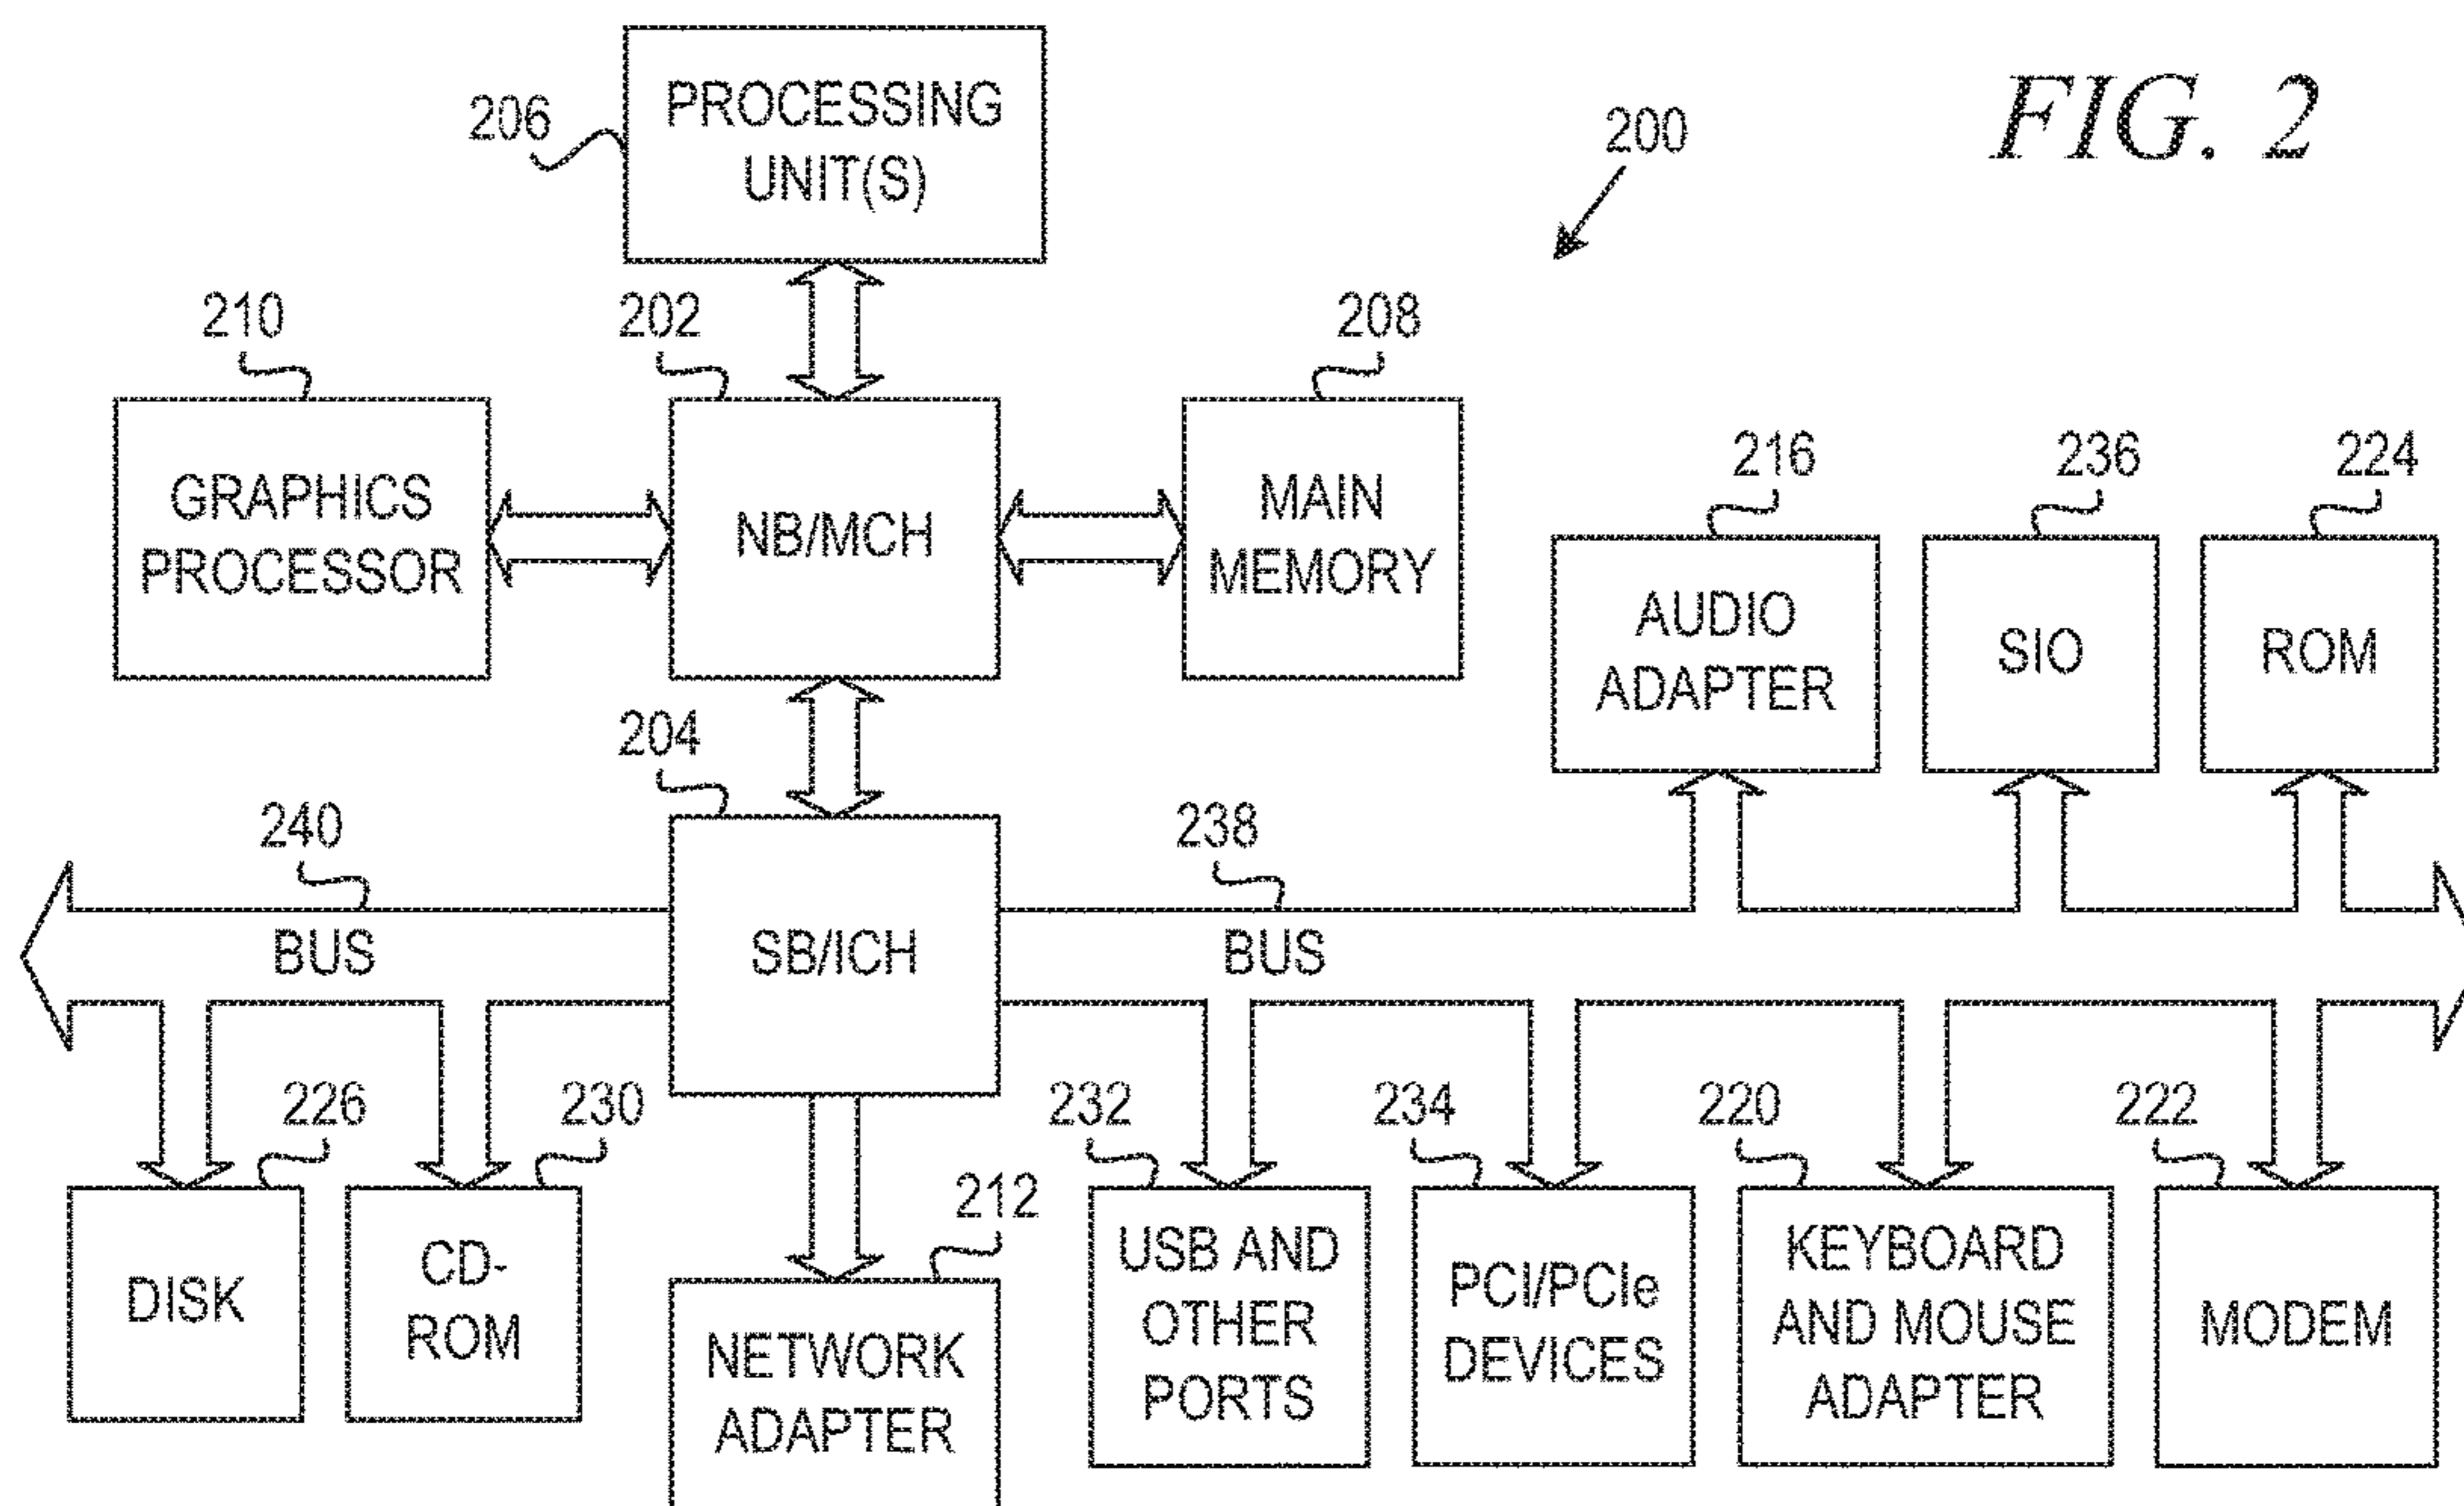 FIG. 2
200
206
PROCESSING
UNIT(S)
210
202
208
GRAPHICS
PROCESSOR
NB/MCH
MAIN
MEMORY
216
236
224
AUDIO
ADAPTER
SIO
ROM
204
240
238
BUS
SB/ICH
BUS
226
230
212
232
234
220
222
DISK
CD-
ROM
NETWORK
ADAPTER
USB AND
OTHER
PORTS
PCI/PCIe
DEVICES
KEYBOARD
AND MOUSE
ADAPTER
MODEM